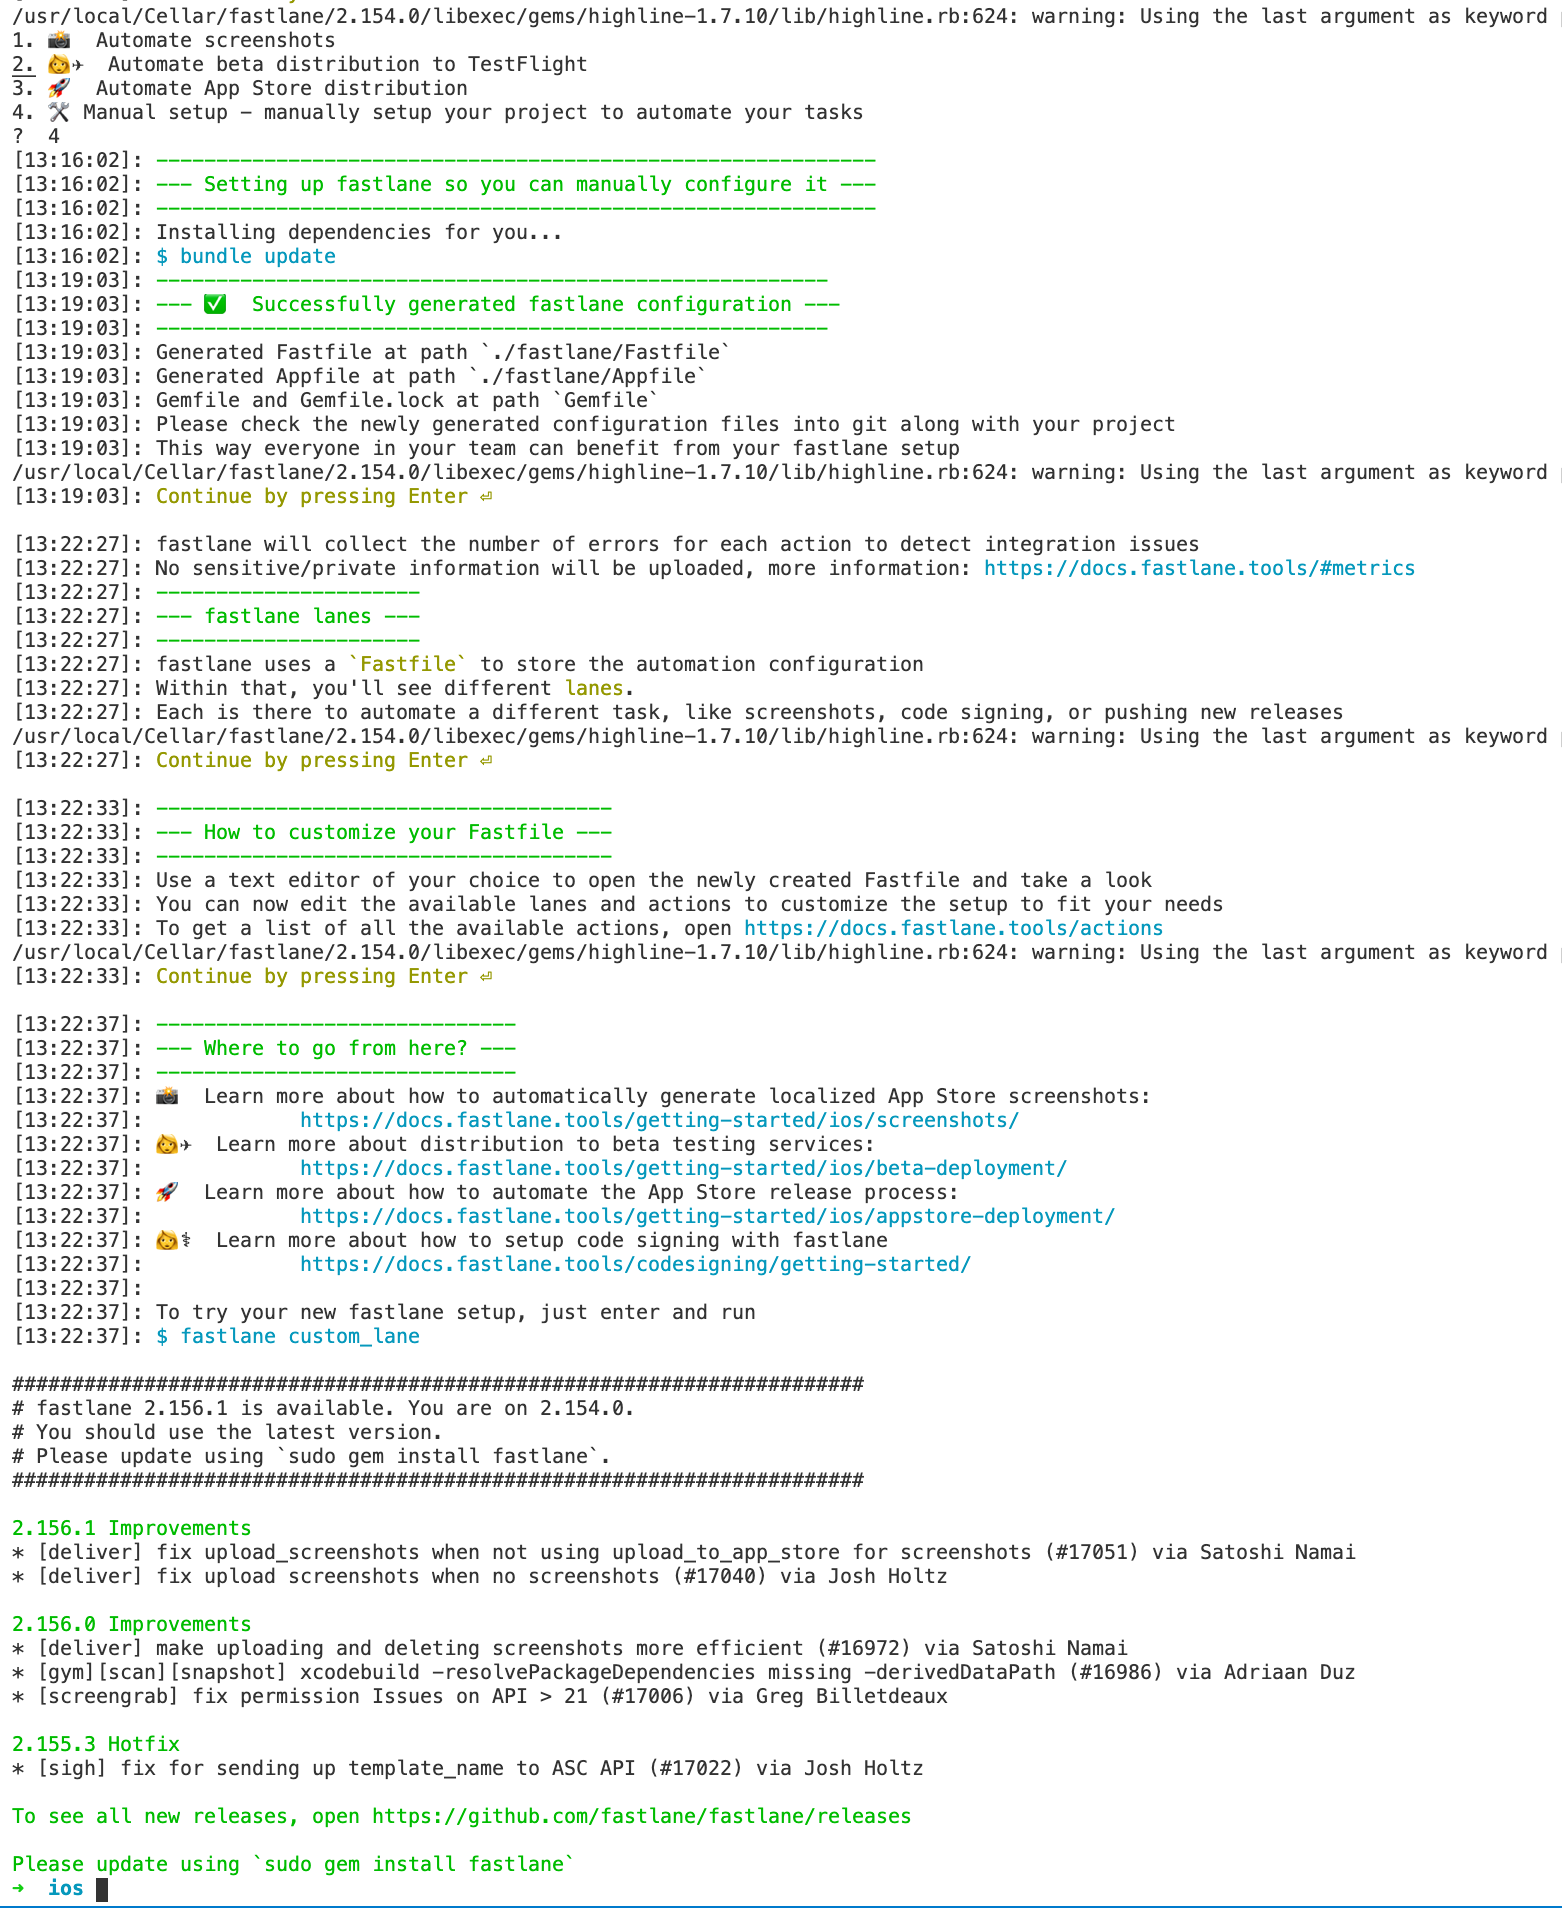 /usr/local/Cellar/fastlane/2.154.0/libexec/gems/highline-1.7.10/lib/highline.rb:624: warning: Using the last argument as keyword
1. 📸  Automate screenshots
2. 👩‍✈️  Automate beta distribution to TestFlight
3. 🚀  Automate App Store distribution
4. 🛠 Manual setup - manually setup your project to automate your tasks
?  4
[13:16:02]: ------------------------------------------------------------
[13:16:02]: --- Setting up fastlane so you can manually configure it ---
[13:16:02]: ------------------------------------------------------------
[13:16:02]: Installing dependencies for you...
[13:16:02]: $ bundle update
[13:19:03]: --------------------------------------------------------
[13:19:03]: --- ✅  Successfully generated fastlane configuration ---
[13:19:03]: --------------------------------------------------------
[13:19:03]: Generated Fastfile at path `./fastlane/Fastfile`
[13:19:03]: Generated Appfile at path `./fastlane/Appfile`
[13:19:03]: Gemfile and Gemfile.lock at path `Gemfile`
[13:19:03]: Please check the newly generated configuration files into git along with your project
[13:19:03]: This way everyone in your team can benefit from your fastlane setup
/usr/local/Cellar/fastlane/2.154.0/libexec/gems/highline-1.7.10/lib/highline.rb:624: warning: Using the last argument as keyword
[13:19:03]: Continue by pressing Enter ⏎
[13:22:27]: fastlane will collect the number of errors for each action to detect integration issues
[13:22:27]: No sensitive/private information will be uploaded, more information: https://docs.fastlane.tools/#metrics
[13:22:27]: ----------------------
[13:22:27]: --- fastlane lanes ---
[13:22:27]: ----------------------
[13:22:27]: fastlane uses a `Fastfile` to store the automation configuration
[13:22:27]: Within that, you'll see different lanes.
[13:22:27]: Each is there to automate a different task, like screenshots, code signing, or pushing new releases
/usr/local/Cellar/fastlane/2.154.0/libexec/gems/highline-1.7.10/lib/highline.rb:624: warning: Using the last argument as keyword
[13:22:27]: Continue by pressing Enter ⏎
[13:22:33]: --------------------------------------
[13:22:33]: --- How to customize your Fastfile ---
[13:22:33]: --------------------------------------
[13:22:33]: Use a text editor of your choice to open the newly created Fastfile and take a look
[13:22:33]: You can now edit the available lanes and actions to customize the setup to fit your needs
[13:22:33]: To get a list of all the available actions, open https://docs.fastlane.tools/actions
/usr/local/Cellar/fastlane/2.154.0/libexec/gems/highline-1.7.10/lib/highline.rb:624: warning: Using the last argument as keyword
[13:22:33]: Continue by pressing Enter ⏎
[13:22:37]: ------------------------------
[13:22:37]: --- Where to go from here? ---
[13:22:37]: ------------------------------
[13:22:37]: 📸  Learn more about how to automatically generate localized App Store screenshots:
[13:22:37]:             https://docs.fastlane.tools/getting-started/ios/screenshots/
[13:22:37]: 👩‍✈️  Learn more about distribution to beta testing services:
[13:22:37]:             https://docs.fastlane.tools/getting-started/ios/beta-deployment/
[13:22:37]: 🚀  Learn more about how to automate the App Store release process:
[13:22:37]:             https://docs.fastlane.tools/getting-started/ios/appstore-deployment/
[13:22:37]: 👩‍⚕️  Learn more about how to setup code signing with fastlane
[13:22:37]:             https://docs.fastlane.tools/codesigning/getting-started/
[13:22:37]:
[13:22:37]: To try your new fastlane setup, just enter and run
[13:22:37]: $ fastlane custom_lane
#######################################################################
# fastlane 2.156.1 is available. You are on 2.154.0.
# You should use the latest version.
# Please update using `sudo gem install fastlane`.
#######################################################################
2.156.1 Improvements
* [deliver] fix upload_screenshots when not using upload_to_app_store for screenshots (#17051) via Satoshi Namai
* [deliver] fix upload screenshots when no screenshots (#17040) via Josh Holtz
2.156.0 Improvements
* [deliver] make uploading and deleting screenshots more efficient (#16972) via Satoshi Namai
* [gym][scan][snapshot] xcodebuild -resolvePackageDependencies missing -derivedDataPath (#16986) via Adriaan Duz
* [screengrab] fix permission Issues on API > 21 (#17006) via Greg Billetdeaux
2.155.3 Hotfix
* [sigh] fix for sending up template_name to ASC API (#17022) via Josh Holtz
To see all new releases, open https://github.com/fastlane/fastlane/releases
Please update using `sudo gem install fastlane`
➜  ios